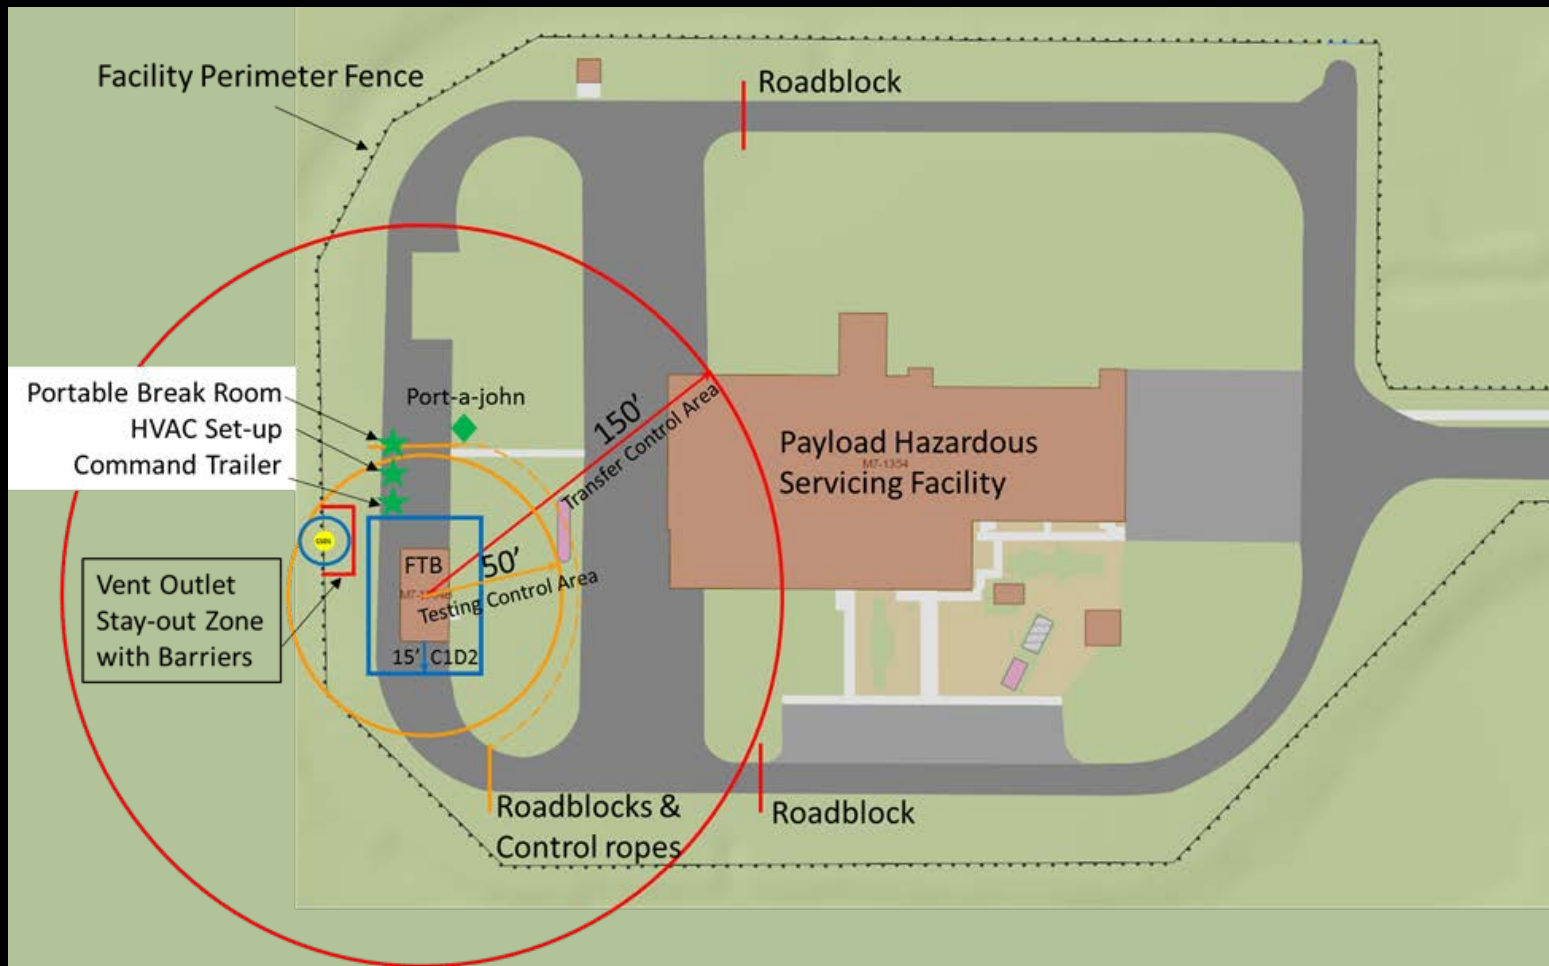 Facility Perimeter Fence
Roadblock
Portable Break Room
HVAC Set-up
Command Trailer
Port-a-john
150’
Transfer Control Area
Payload Hazardous
M7-1354
Servicing Facility
FTB
50’
Testing Control Area
15’ C1D2
Vent Outlet
Stay-out Zone
with Barriers
Roadblocks &
Control ropes
Roadblock